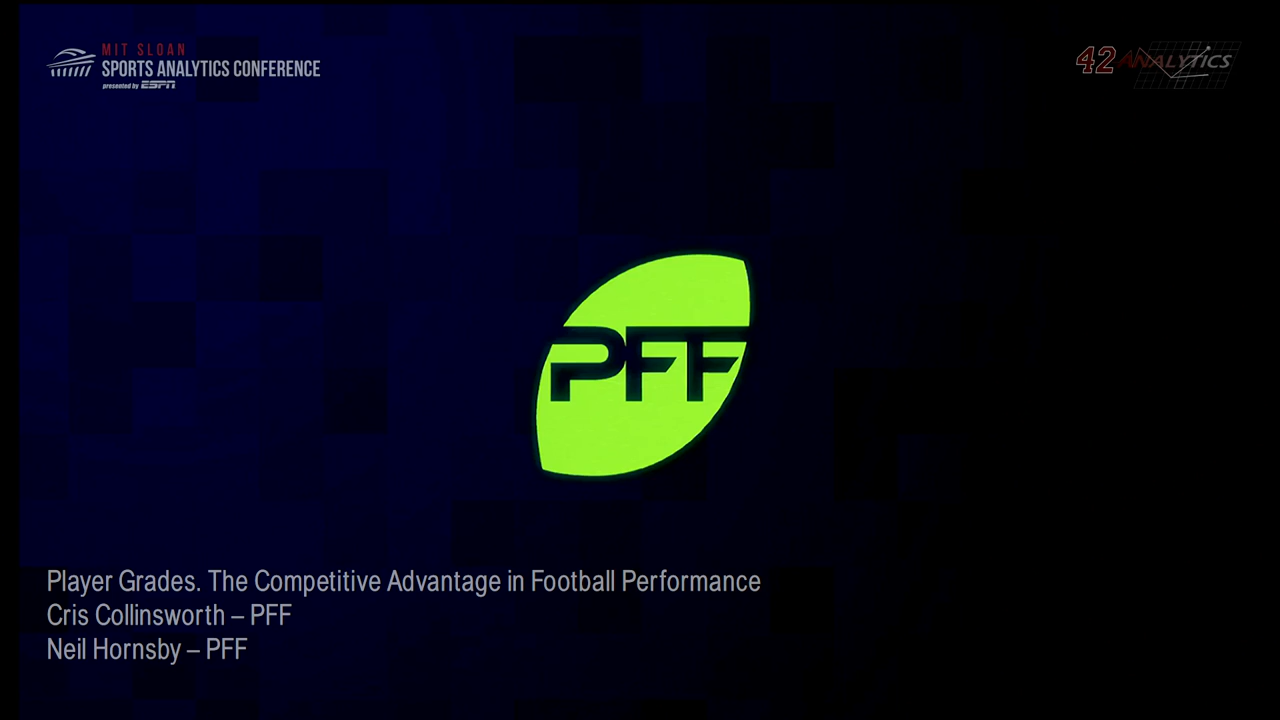 MIT SLOAN
SPORTS ANALYTICS CONFERENCE
presented by ESPN
42 ANALYTICS
PFF
Player Grades. The Competitive Advantage in Football Performance
Cris Collinsworth – PFF
Neil Hornsby – PFF